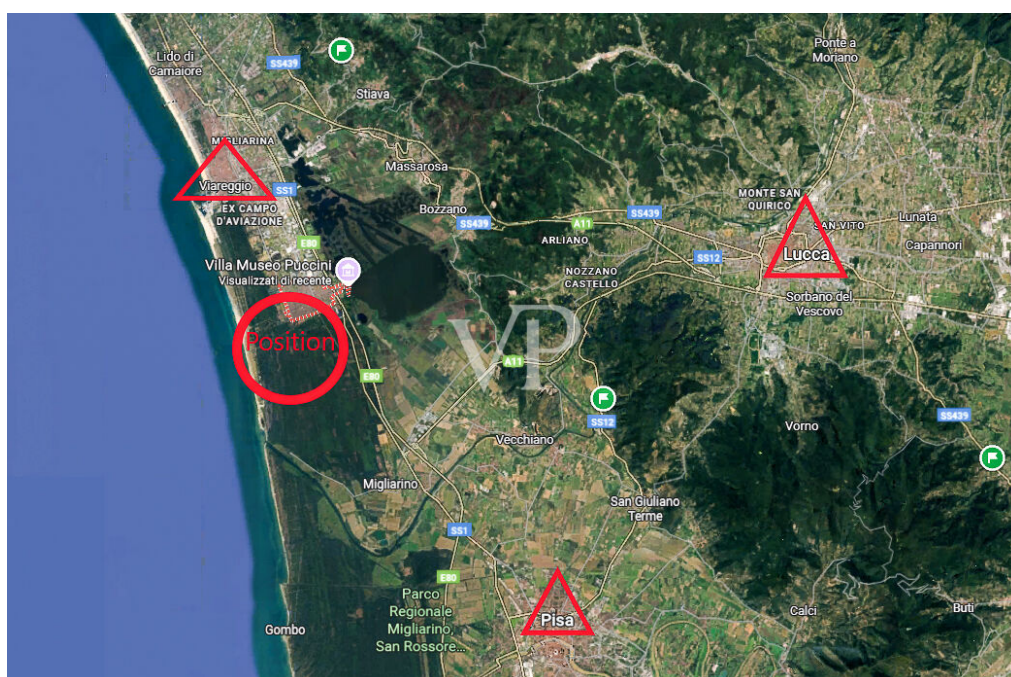 Lido di
Camaiore
SS439
Ponte a
Moriano
Stiava
MIGLIARINA
Massarosa
Viareggio
SS1
MONTE SAN
QUIRICO
EX CAMPO
D'AVIAZIONE
Bozzano
SS439
SS439
A11
SAN VITO
Lunata
ARLIANO
E80
Capannori
SS12
Lucca
Villa Museo Puccini
Visualizzati di recente
NOZZANO
CASTELLO
Sorbano del
Vescovo
Position
VP
A11
E80
SS12
SS439
Vorno
Vecchiano
Migliarino
San Giuliano
Terme
SS1
E80
Parco
Regionale
Migliarino,
San Rossore...
Pisa
Calci
Buti
Gombo